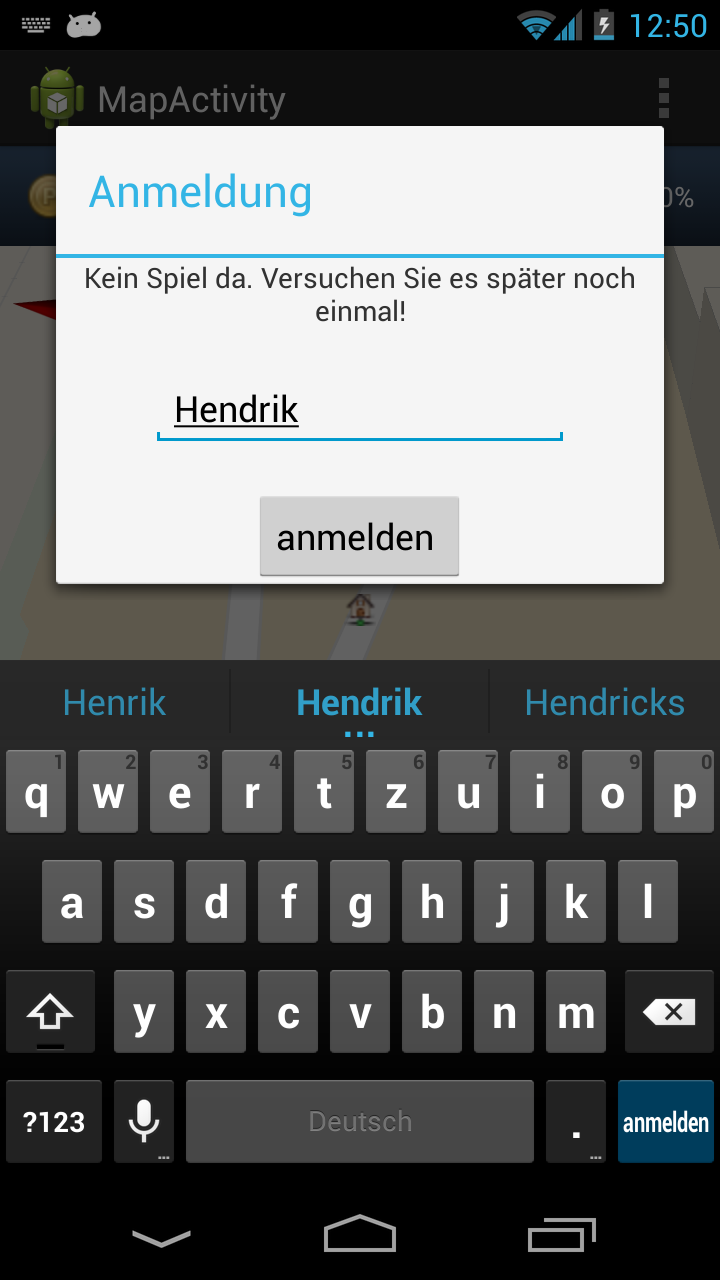 12:50
MapActivity
0%
Anmeldung
Kein Spiel da. Versuchen Sie es später noch
einmal!
Hendrik
anmelden
Henrik Hendrik Hendricks
1 2 3 4 5 6 7 8 9 0
q w e r t z u i o p
a s d f g h j k l
y x c v b n m
?123 Deutsch . anmelden